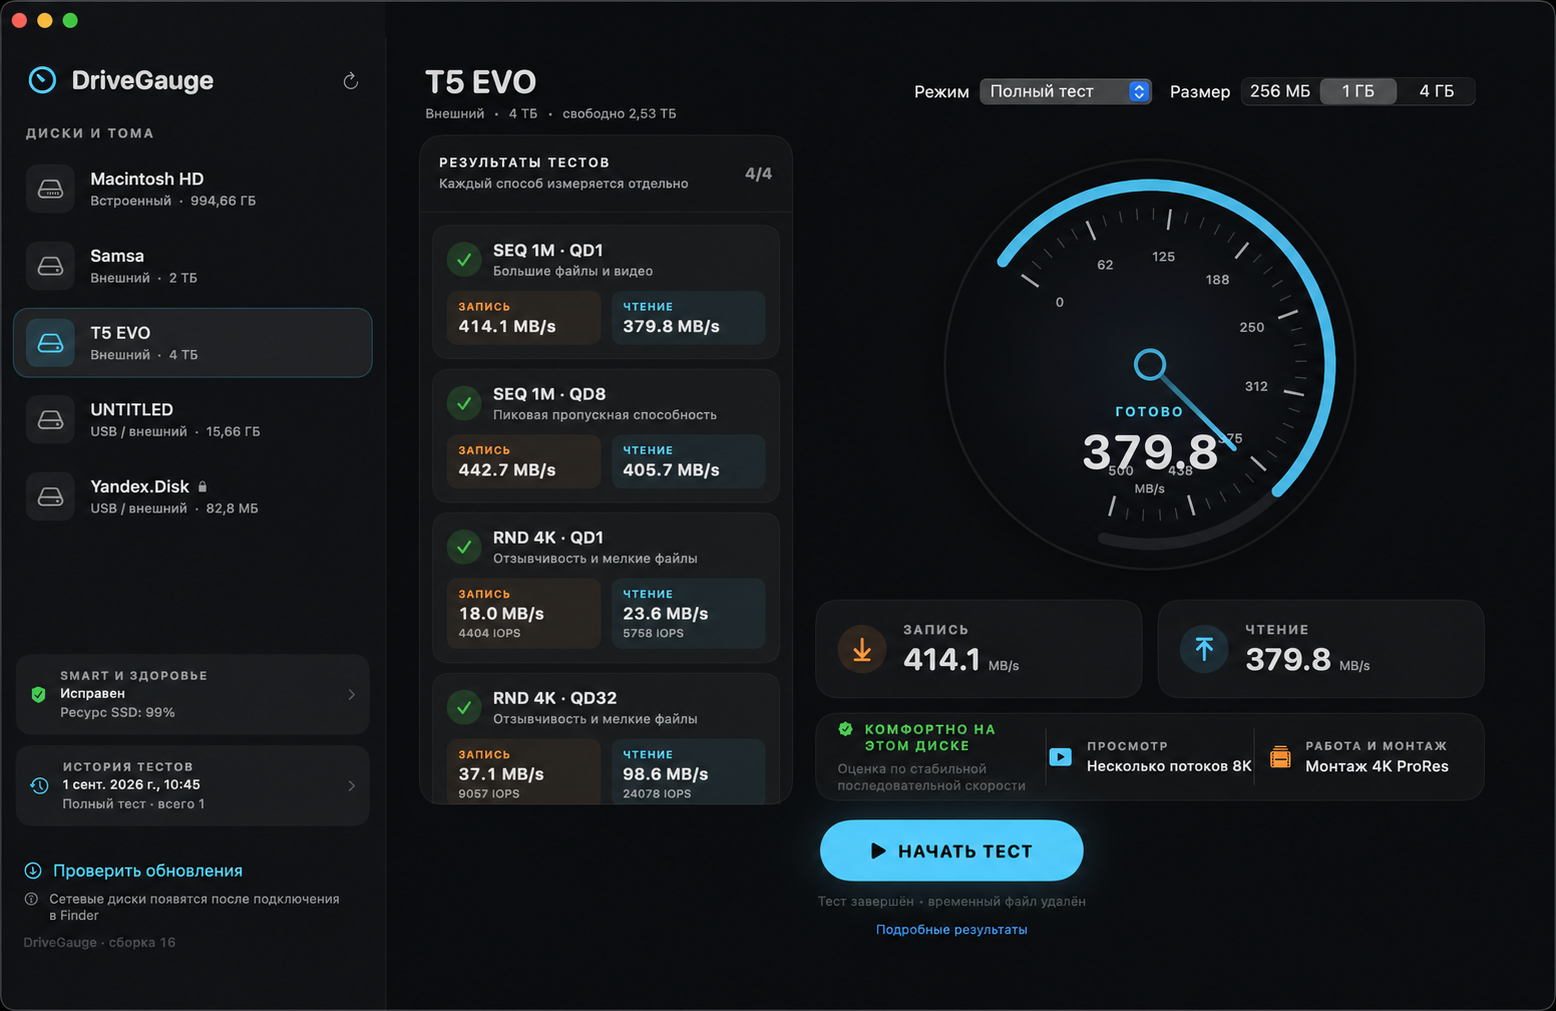 DriveGauge
ДИСКИ И ТОМА
Macintosh HD
Встроенный · 994,66 ГБ
Samsa
Внешний · 2 ТБ
T5 EVO
Внешний · 4 ТБ
UNTITLED
USB / внешний · 15,66 ГБ
Yandex.Disk
USB / внешний · 82,8 МБ
SMART И ЗДОРОВЬЕ
Исправен
Ресурс SSD: 99%
ИСТОРИЯ ТЕСТОВ
1 сент. 2026 г., 10:45
Полный тест · всего 1
Проверить обновления
Сетевые диски появятся после подключения
в Finder
DriveGauge · сборка 16
T5 EVO
Внешний · 4 ТБ · свободно 2,53 ТБ
Режим Полный тест Размер 256 МБ 1 ГБ 4 ГБ
РЕЗУЛЬТАТЫ ТЕСТОВ
Каждый способ измеряется отдельно
4/4
SEQ 1M · QD1
Большие файлы и видео
ЗАПИСЬ
414.1 MB/s
ЧТЕНИЕ
379.8 MB/s
SEQ 1M · QD8
Пиковая пропускная способность
ЗАПИСЬ
442.7 MB/s
ЧТЕНИЕ
405.7 MB/s
RND 4K · QD1
Отзывчивость и мелкие файлы
ЗАПИСЬ
18.0 MB/s
4404 IOPS
ЧТЕНИЕ
23.6 MB/s
5758 IOPS
RND 4K · QD32
Отзывчивость и мелкие файлы
ЗАПИСЬ
37.1 MB/s
9057 IOPS
ЧТЕНИЕ
98.6 MB/s
24078 IOPS
0
62
125
188
250
312
375
438
500
ГОТОВО
379.8
MB/s
ЗАПИСЬ
414.1 MB/s
ЧТЕНИЕ
379.8 MB/s
КОМФОРТНО НА
ЭТОМ ДИСКЕ
Оценка по стабильной
последовательной скорости
ПРОСМОТР
Несколько потоков 8K
РАБОТА И МОНТАЖ
Монтаж 4K ProRes
НАЧАТЬ ТЕСТ
Тест завершён · временный файл удалён
Подробные результаты